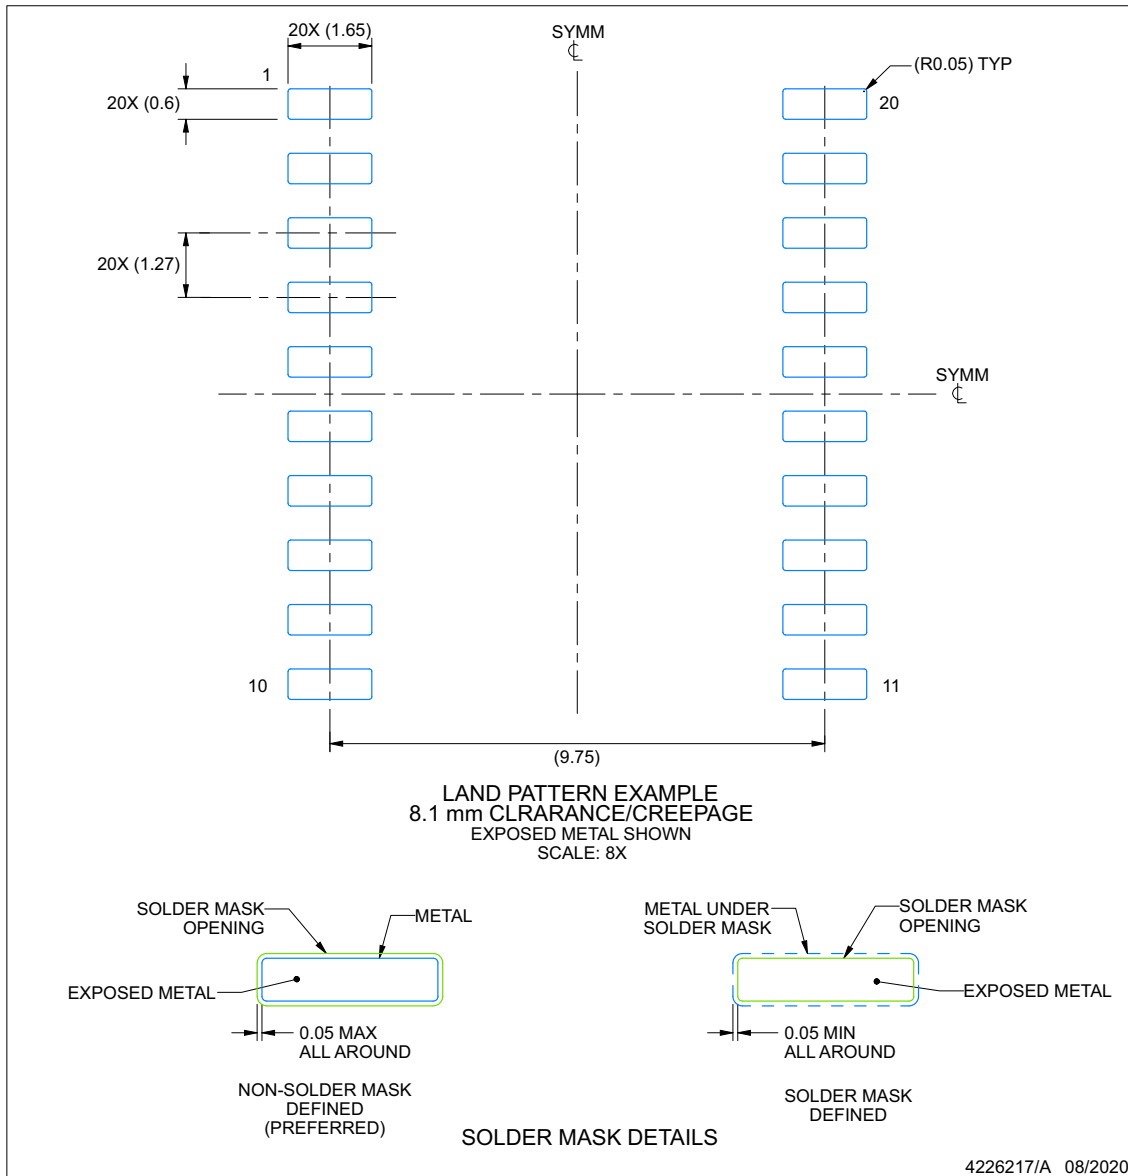 20X (1.65)
SYMM
℄
(R0.05) TYP
1
20X (0.6)
20
20X (1.27)
SYMM
℄
10
11
(9.75)
LAND PATTERN EXAMPLE
8.1 mm CLRARANCE/CREEPAGE
EXPOSED METAL SHOWN
SCALE: 8X
SOLDER MASK
OPENING
METAL
EXPOSED METAL
0.05 MAX
ALL AROUND
NON-SOLDER MASK
DEFINED
(PREFERRED)
METAL UNDER
SOLDER MASK
SOLDER MASK
OPENING
EXPOSED METAL
0.05 MIN
ALL AROUND
SOLDER MASK
DEFINED
SOLDER MASK DETAILS
4226217/A 08/2020